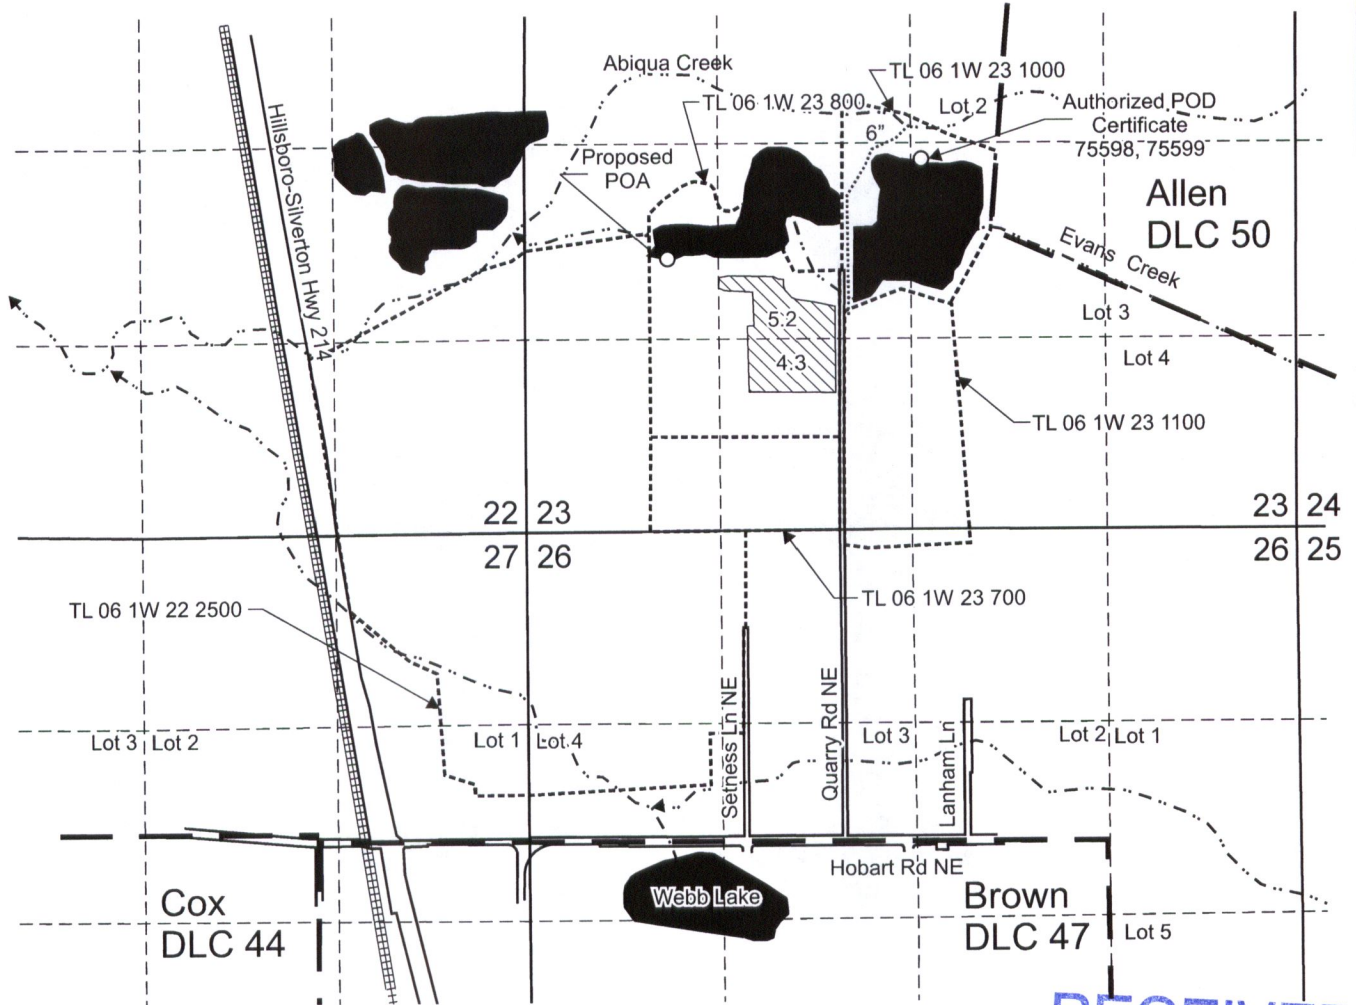 Abiqua Creek
TL 06 1W 23 1000
TL 06 1W 23 800
Lot 2
Authorized POD
Certificate
75598, 75599
6"
Proposed
POA
Allen
DLC 50
Hillsboro-Silverton Hwy 214
Evans Creek
Lot 3
5.2
Lot 4
4.3
TL 06 1W 23 1100
22 23
23 24
27 26
26 25
TL 06 1W 22 2500
TL 06 1W 23 700
Setness Ln NE
Quarry Rd NE
Lanham Ln
Lot 3 Lot 2
Lot 1 Lot 4
Lot 3
Lot 2 Lot 1
Hobart Rd NE
Webb Lake
Cox
DLC 44
Brown
DLC 47
Lot 5